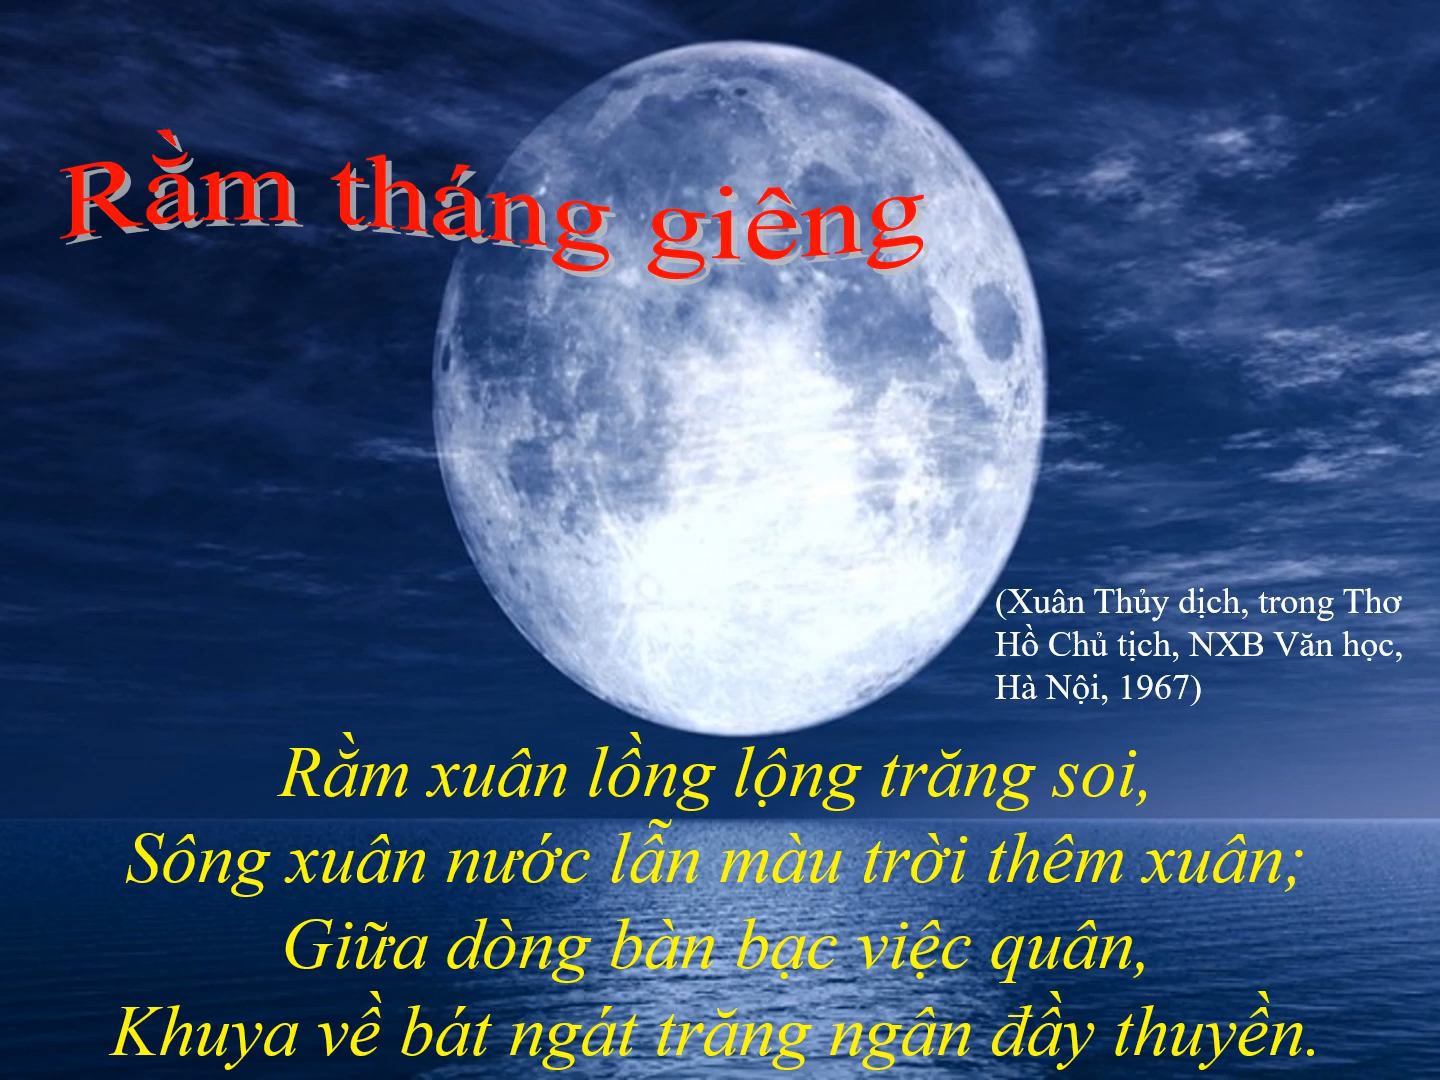 Rằm tháng giêng
(Xuân Thủy dịch, trong Thơ
Hồ Chủ tịch, NXB Văn học,
Hà Nội, 1967)
Rằm xuân lồng lộng trăng soi,
Sông xuân nước lẫn màu trời thêm xuân;
Giữa dòng bàn bạc việc quân,
Khuya về bát ngát trăng ngân đầy thuyền.